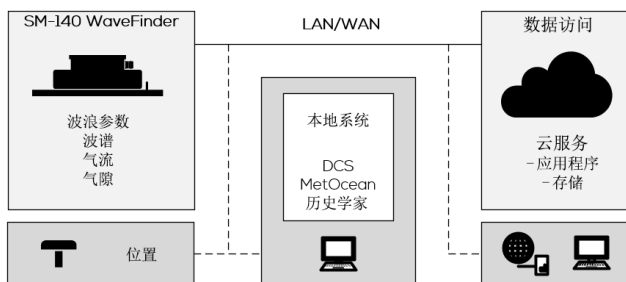 SM-140 WaveFinder
波浪参数
波谱
气流
气隙
位置
LAN/WAN
本地系统
DCS
MetOcean
历史学家
数据访问
云服务
-应用程序
-存储